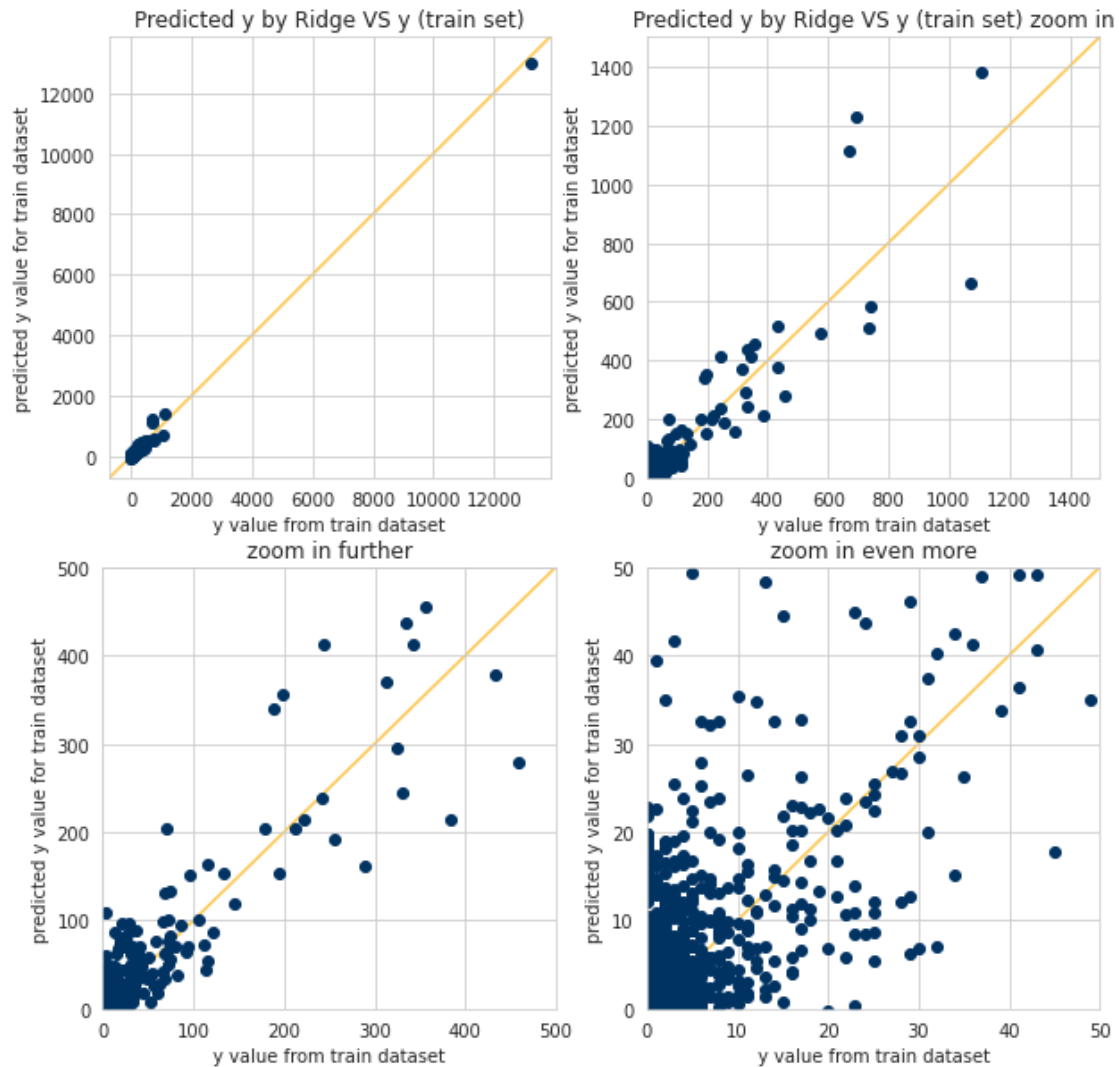 Predicted y by Ridge VS y (train set)
predicted y value for train dataset
12000
10000
8000
6000
4000
2000
0
0 2000 4000 6000 8000 10000 12000
y value from train dataset
Predicted y by Ridge VS y (train set) zoom in
predicted y value for train dataset
1400
1200
1000
800
600
400
200
0
0 200 400 600 800 1000 1200 1400
y value from train dataset
zoom in further
predicted y value for train dataset
500
400
300
200
100
0
0 100 200 300 400 500
y value from train dataset
zoom in even more
predicted y value for train dataset
50
40
30
20
10
0
0 10 20 30 40 50
y value from train dataset